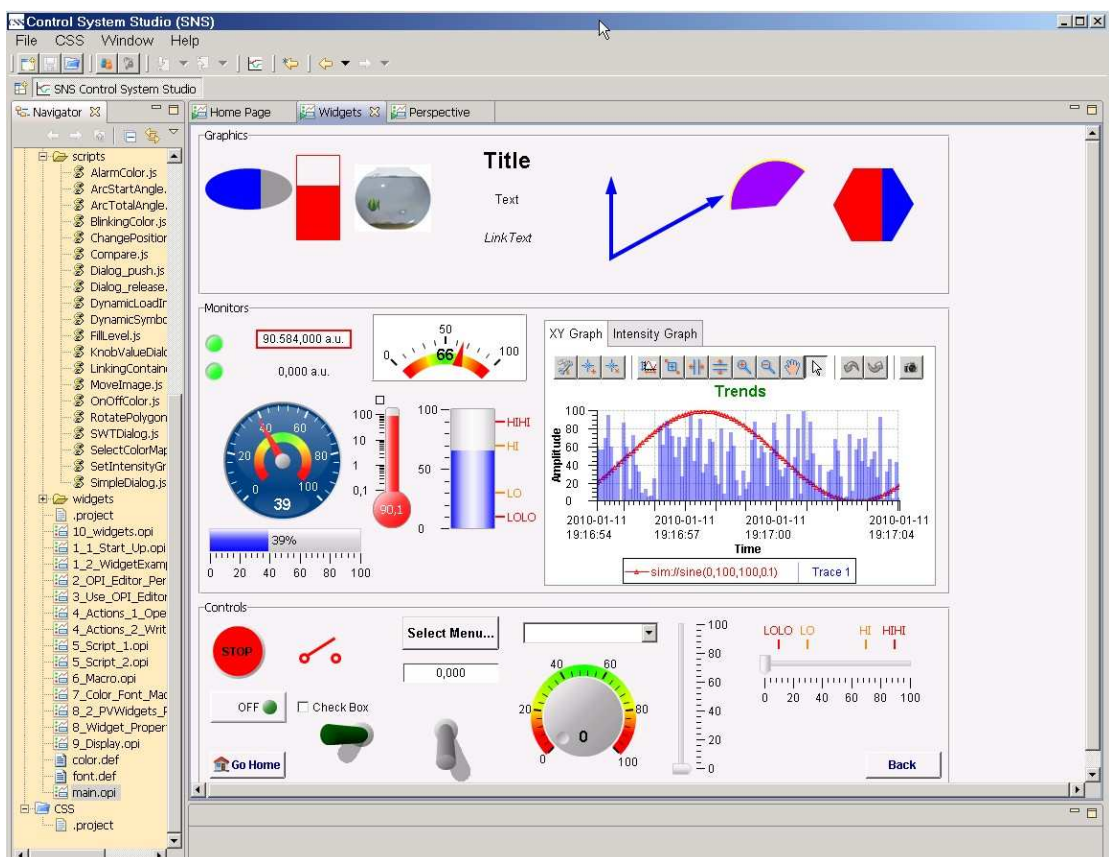 CSS Control System Studio (SNS)
File CSS Window Help
SNS Control System Studio
Navigator
Home Page Widgets Perspective
scripts
AlarmColor.js
ArcStartAngle.
ArcTotalAngle.
BlinkingColor.js
ChangePosition
Compare.js
Dialog_push.js
Dialog_release.
DynamicLoadIr
DynamicSymbo
FillLevel.js
KnobValueDialo
LinkingContaine
MoveImage.js
OnOffColor.js
RotatePolygon
SWTDialog.js
SelectColorMap
SetIntensityGr
SimpleDialog.js
widgets
.project
10_widgets.opi
1_1_Start_Up.opi
1_2_WidgetExamp
2_OPI_Editor_Per
3_Use_OPI_Editor
4_Actions_1_Ope
4_Actions_2_Writ
5_Script_1.opi
5_Script_2.opi
6_Macro.opi
7_Color_Font_Mac
8_2_PVWidgets_F
8_Widget_Proper
9_Display.opi
color.def
font.def
main.opi
CSS
.project
Graphics
Title
Text
LinkText
Monitors
90.584,000 a.u.
0,000 a.u.
0 50 100
66
0 20 40 60 80 100
39
100
10
1
0,1
90,1
100
50
0
HIHI
HI
LO
LOLO
39%
0 20 40 60 80 100
XY Graph Intensity Graph
Trends
Amplitude
100
80
60
40
20
0
2010-01-11 2010-01-11 2010-01-11 2010-01-11
19:16:54 19:16:57 19:17:00 19:17:04
Time
sim://sine(0,100,100,0.1) Trace 1
Controls
STOP
Select Menu...
0,000
OFF
Check Box
Go Home
0 20 40 60 80 100
0
100
80
60
40
20
0
LOLO LO HI HIHI
0 20 40 60 80 100
Back